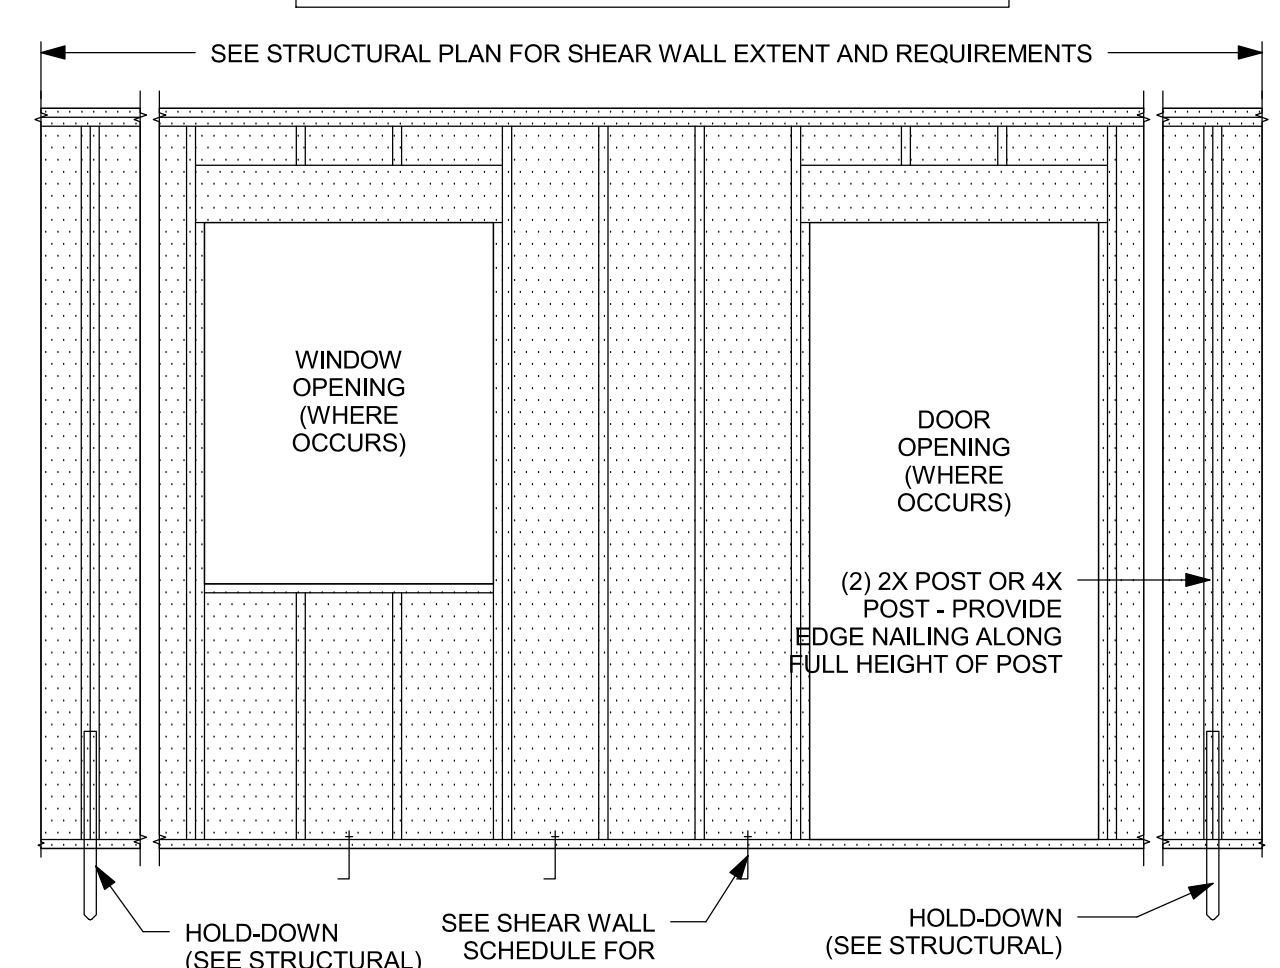 SEE STRUCTURAL PLAN FOR SHEAR WALL EXTENT AND REQUIREMENTS
WINDOW
OPENING
(WHERE
OCCURS)
DOOR
OPENING
(WHERE
OCCURS)
(2) 2X POST OR 4X
POST - PROVIDE
EDGE NAILING ALONG
FULL HEIGHT OF POST
HOLD-DOWN
(SEE STRUCTURAL)
SEE SHEAR WALL
SCHEDULE FOR
HOLD-DOWN
(SEE STRUCTURAL)